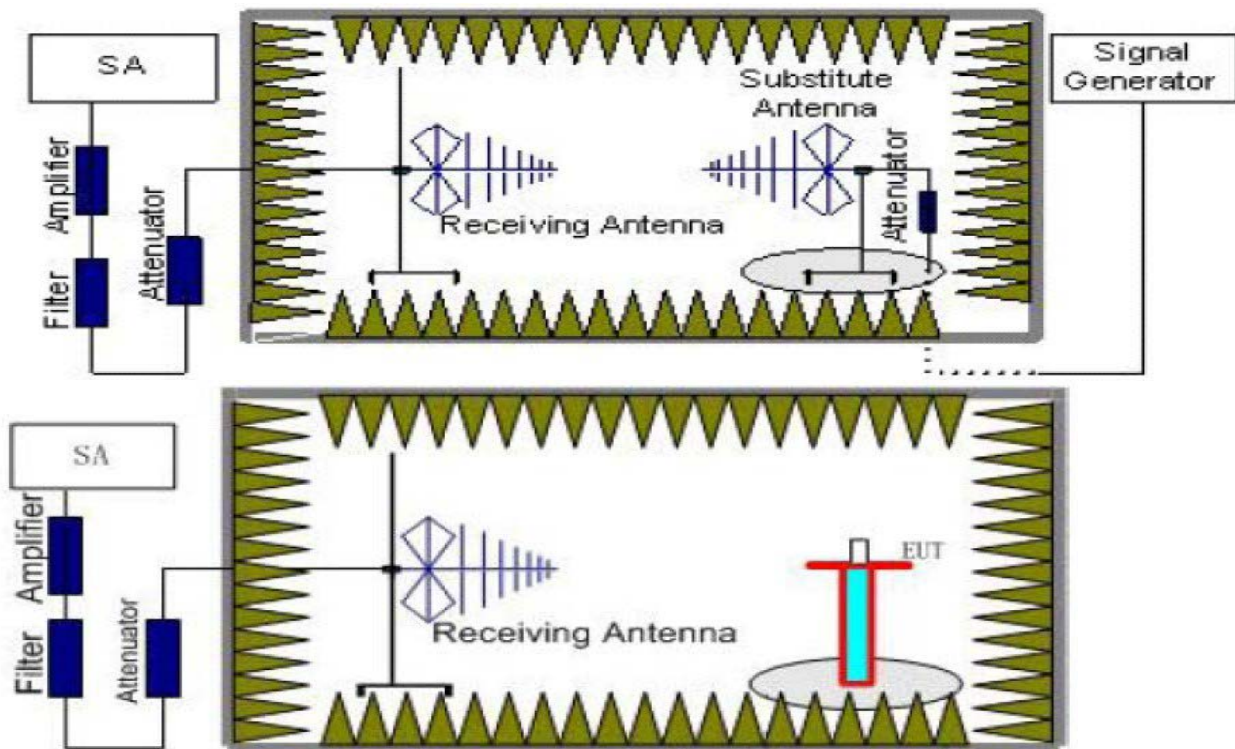 SA
Signal
Generator
Substitute
Antenna
Amplifier
Attenuator
Attenuator
Receiving Antenna
Filter
SA
Amplifier
EUT
Receiving Antenna
Filter
Attenuator